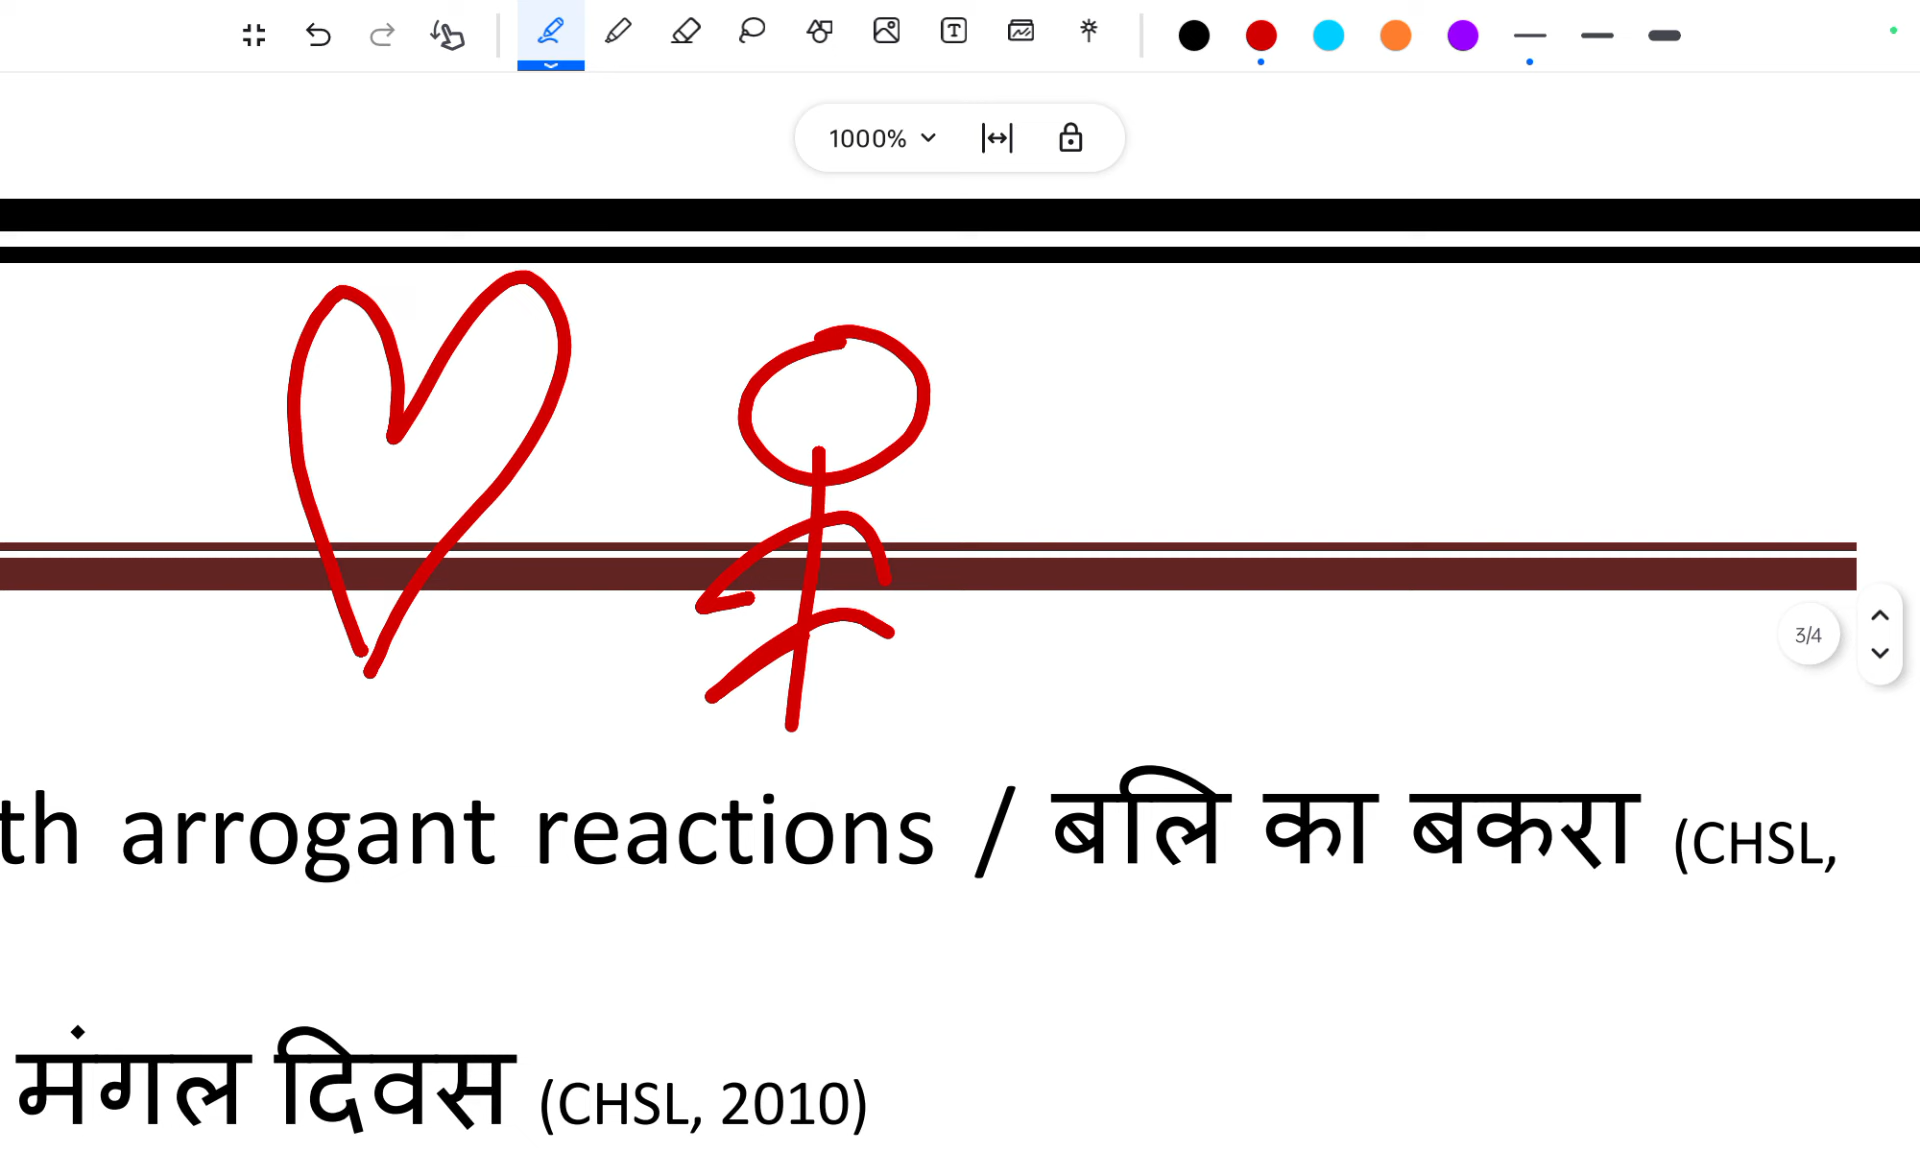 1000%
3/4
th arrogant reactions / बलि का बकरा (CHSL,
मंगल दिवस (CHSL, 2010)